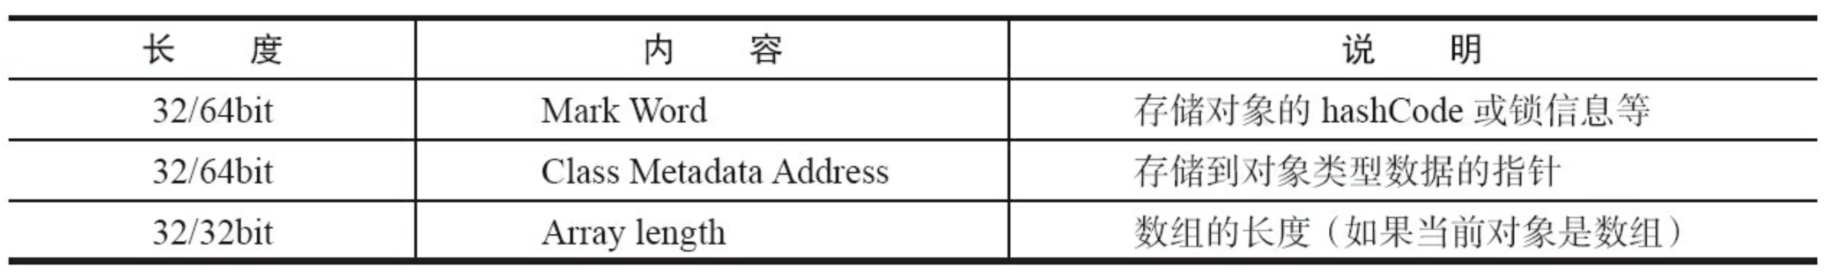 长 度 内 容 说 明
32/64bit Mark Word 存储对象的 hashCode 或锁信息等
32/64bit Class Metadata Address 存储到对象类型数据的指针
32/32bit Array length 数组的长度（如果当前对象是数组）